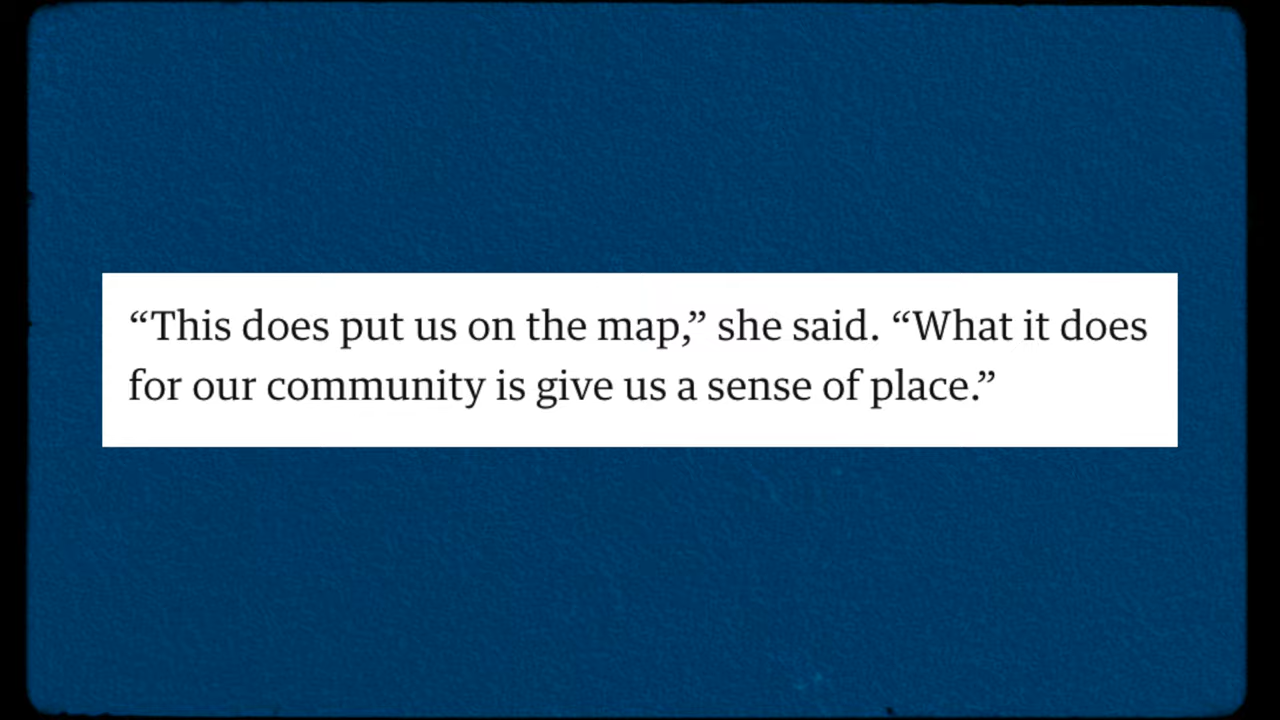 “This does put us on the map,” she said. “What it does
for our community is give us a sense of place.”